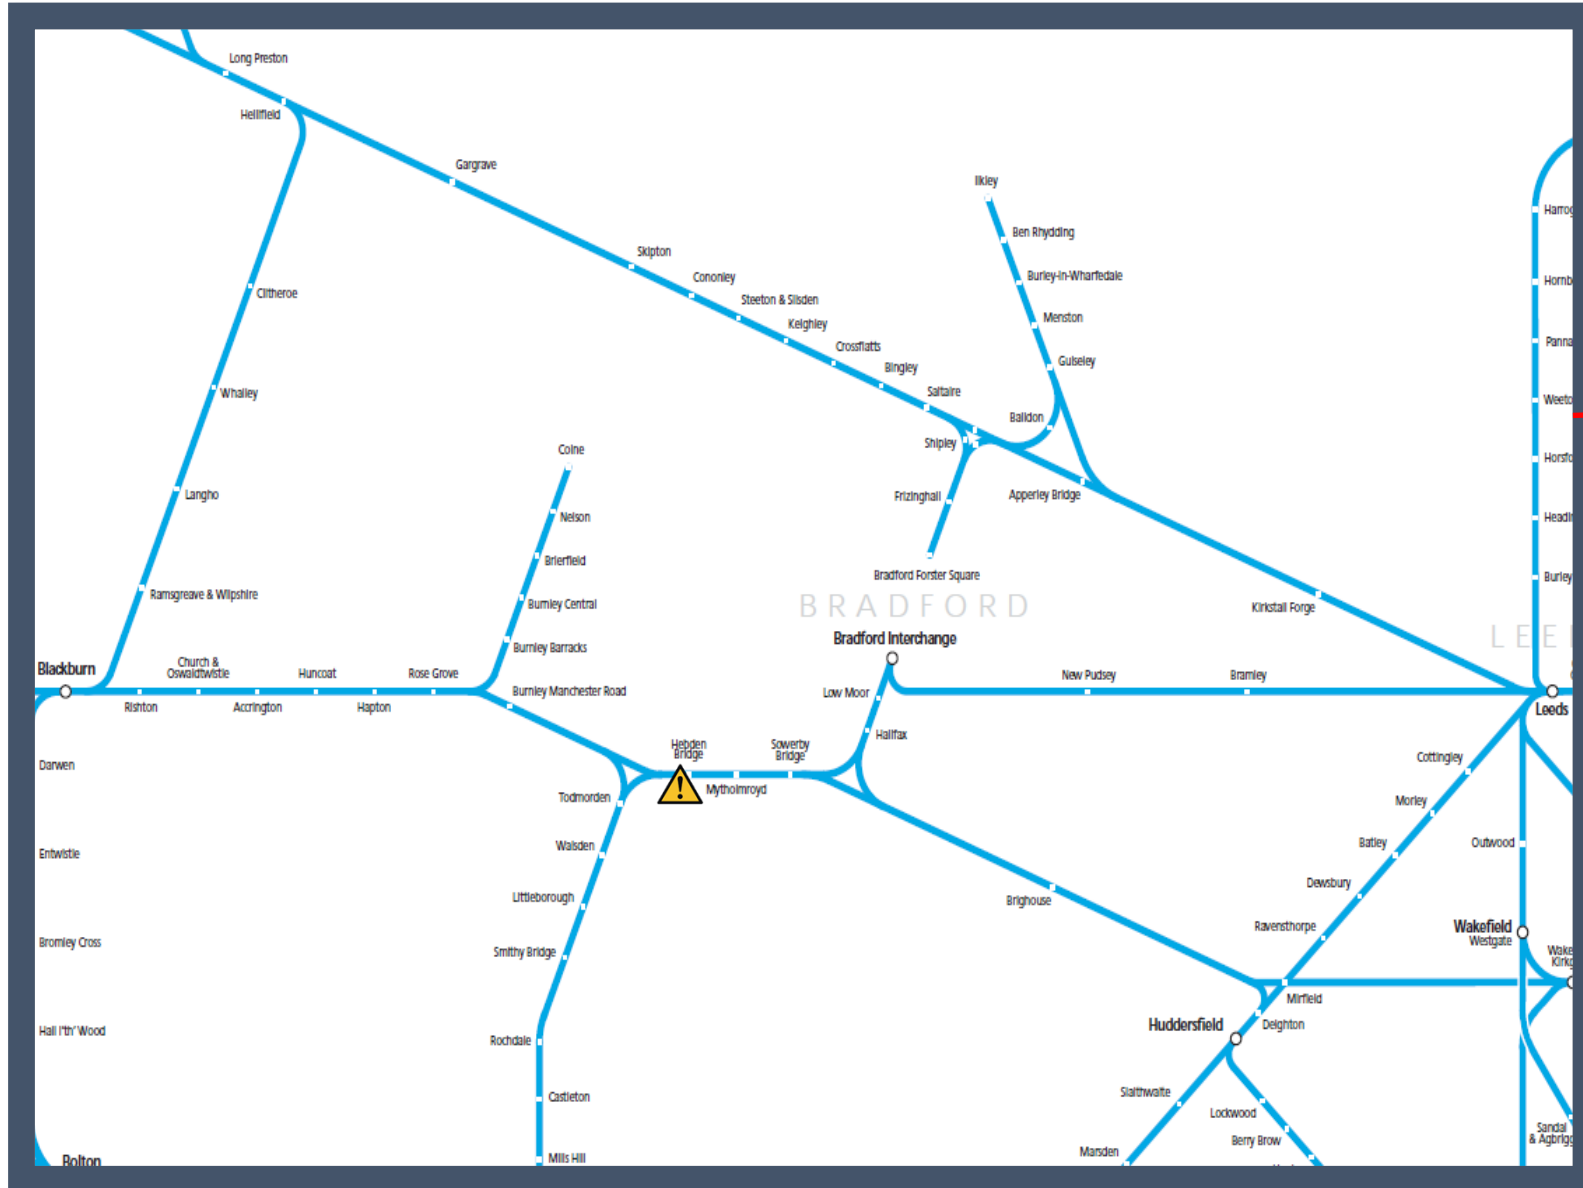 Long Preston
Hellifield
Gargrave
Ilkley
Ben Rhydding
Skipton
Cononley
Burley-in-Wharfedale
Steeton & Silsden
Keighley
Menston
Crossflatts
Guiseley
Bingley
Saltaire
Baildon
Shipley
Frizinghall
Apperley Bridge
Bradford Forster Square
BRADFORD
Bradford Interchange
Kirkstall Forge
Clitheroe
Whalley
Langho
Ramsgreave & Wilpshire
Colne
Nelson
Brierfield
Burnley Central
Burnley Barracks
Burnley Manchester Road
Blackburn
Church &
Oswaldtwistle
Huncoat
Rose Grove
Rishton
Accrington
Hapton
Low Moor
New Pudsey
Bramley
Leeds
Halifax
Hebden
Bridge
Sowerby
Bridge
Mytholmroyd
Todmorden
Walsden
Littleborough
Smithy Bridge
Rochdale
Castleton
Mills Hill
Darwen
Entwistle
Bromley Cross
Hall i'th' Wood
Bolton
Brighouse
Cottingley
Morley
Batley
Dewsbury
Ravensthorpe
Outwood
Wakefield
Westgate
Mirfield
Deighton
Huddersfield
Slaithwaite
Lockwood
Berry Brow
Marsden
Sandal